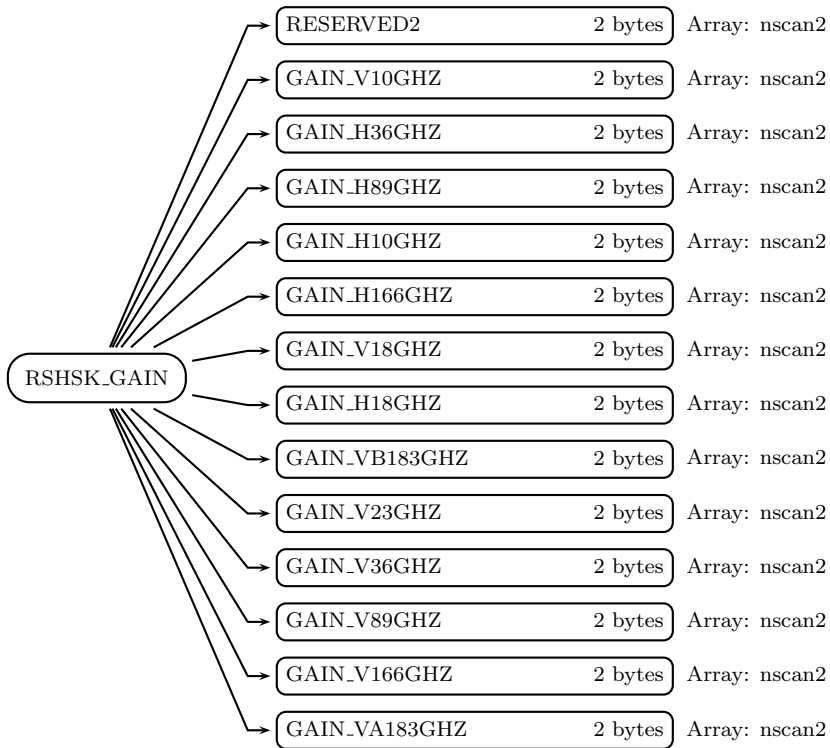 RESERVED2 2 bytes Array: nscan2
GAIN_V10GHZ 2 bytes Array: nscan2
GAIN_H36GHZ 2 bytes Array: nscan2
GAIN_H89GHZ 2 bytes Array: nscan2
GAIN_H10GHZ 2 bytes Array: nscan2
GAIN_H166GHZ 2 bytes Array: nscan2
GAIN_V18GHZ 2 bytes Array: nscan2
RSHSK_GAIN
GAIN_H18GHZ 2 bytes Array: nscan2
GAIN_VB183GHZ 2 bytes Array: nscan2
GAIN_V23GHZ 2 bytes Array: nscan2
GAIN_V36GHZ 2 bytes Array: nscan2
GAIN_V89GHZ 2 bytes Array: nscan2
GAIN_V166GHZ 2 bytes Array: nscan2
GAIN_VA183GHZ 2 bytes Array: nscan2